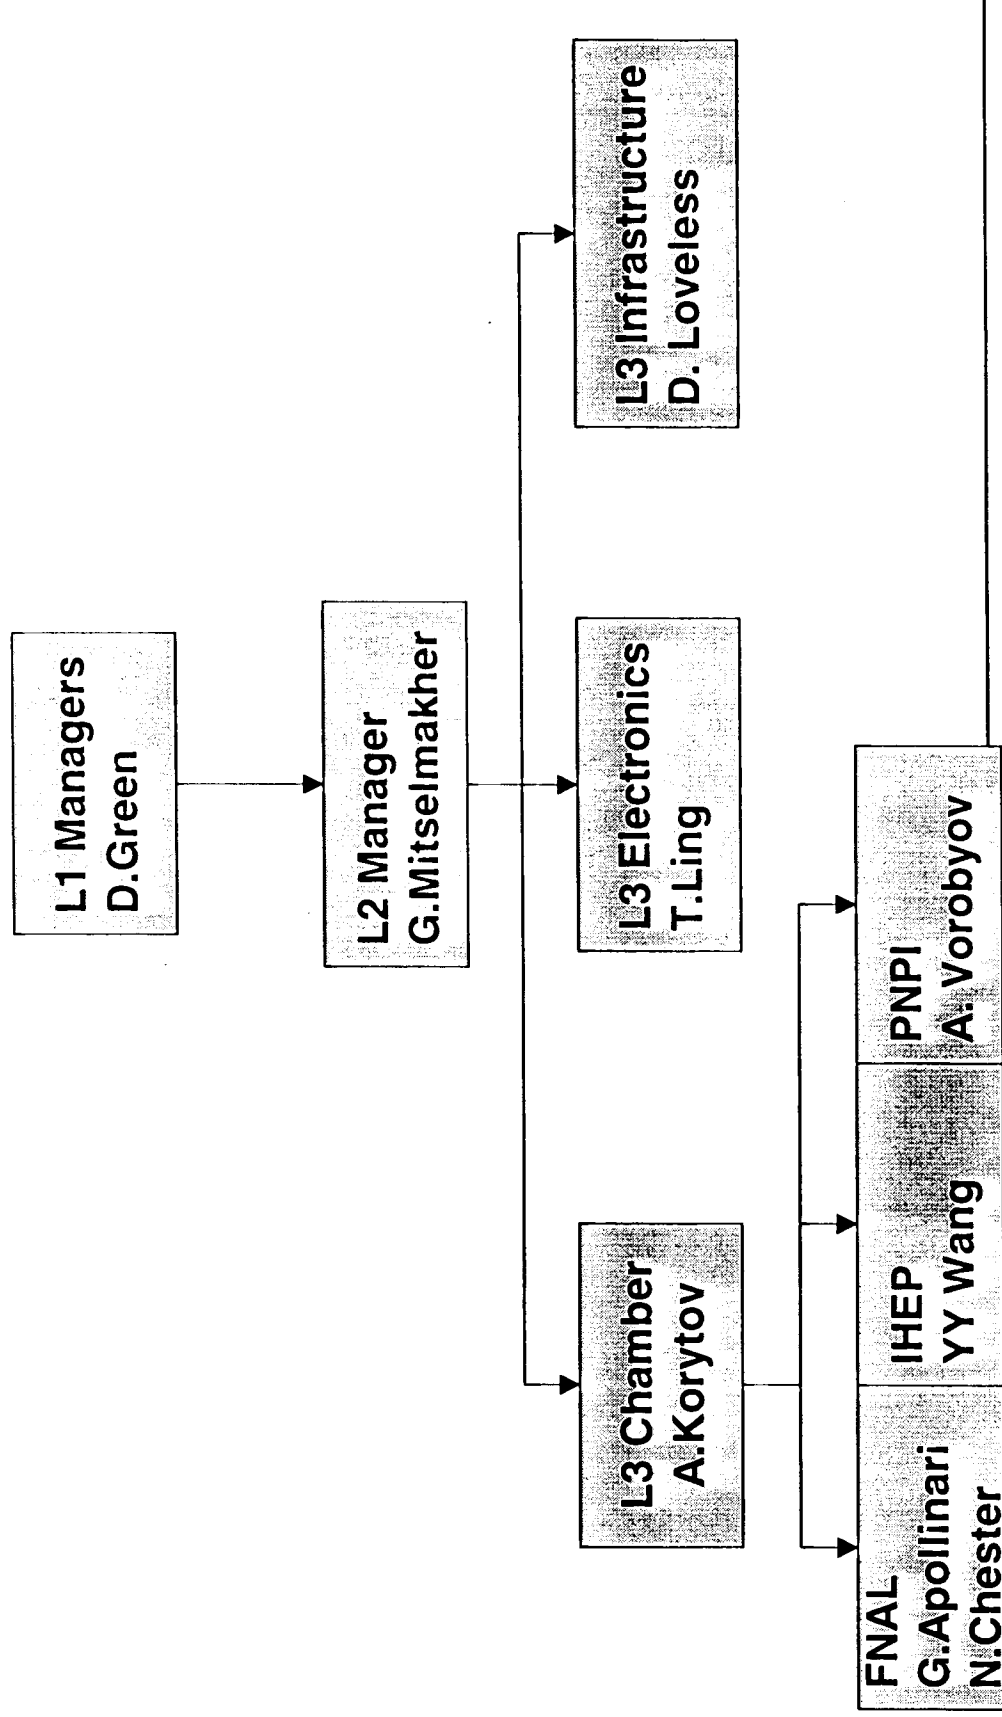 L1 Managers
D.Green
L2 Manager
G.Mitselmakher
L3 Chamber
A.Korytov
L3 Electronics
T.Ling
L3 Infrastructure
D. Loveless
FNAL
G.Apollinari
N.Chester
IHEP
YY Wang
PNPI
A. Vorobyov